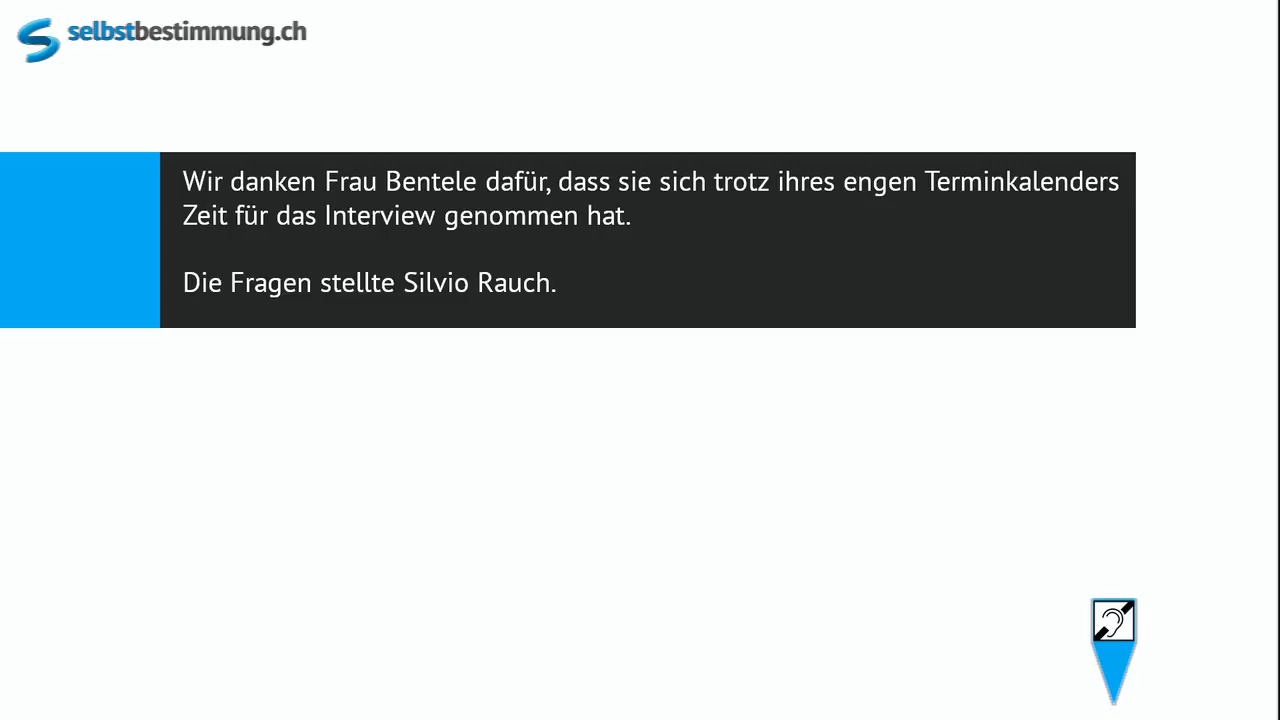 selbstbestimmung.ch
Wir danken Frau Bentele dafür, dass sie sich trotz ihres engen Terminkalenders
Zeit für das Interview genommen hat.
Die Fragen stellte Silvio Rauch.